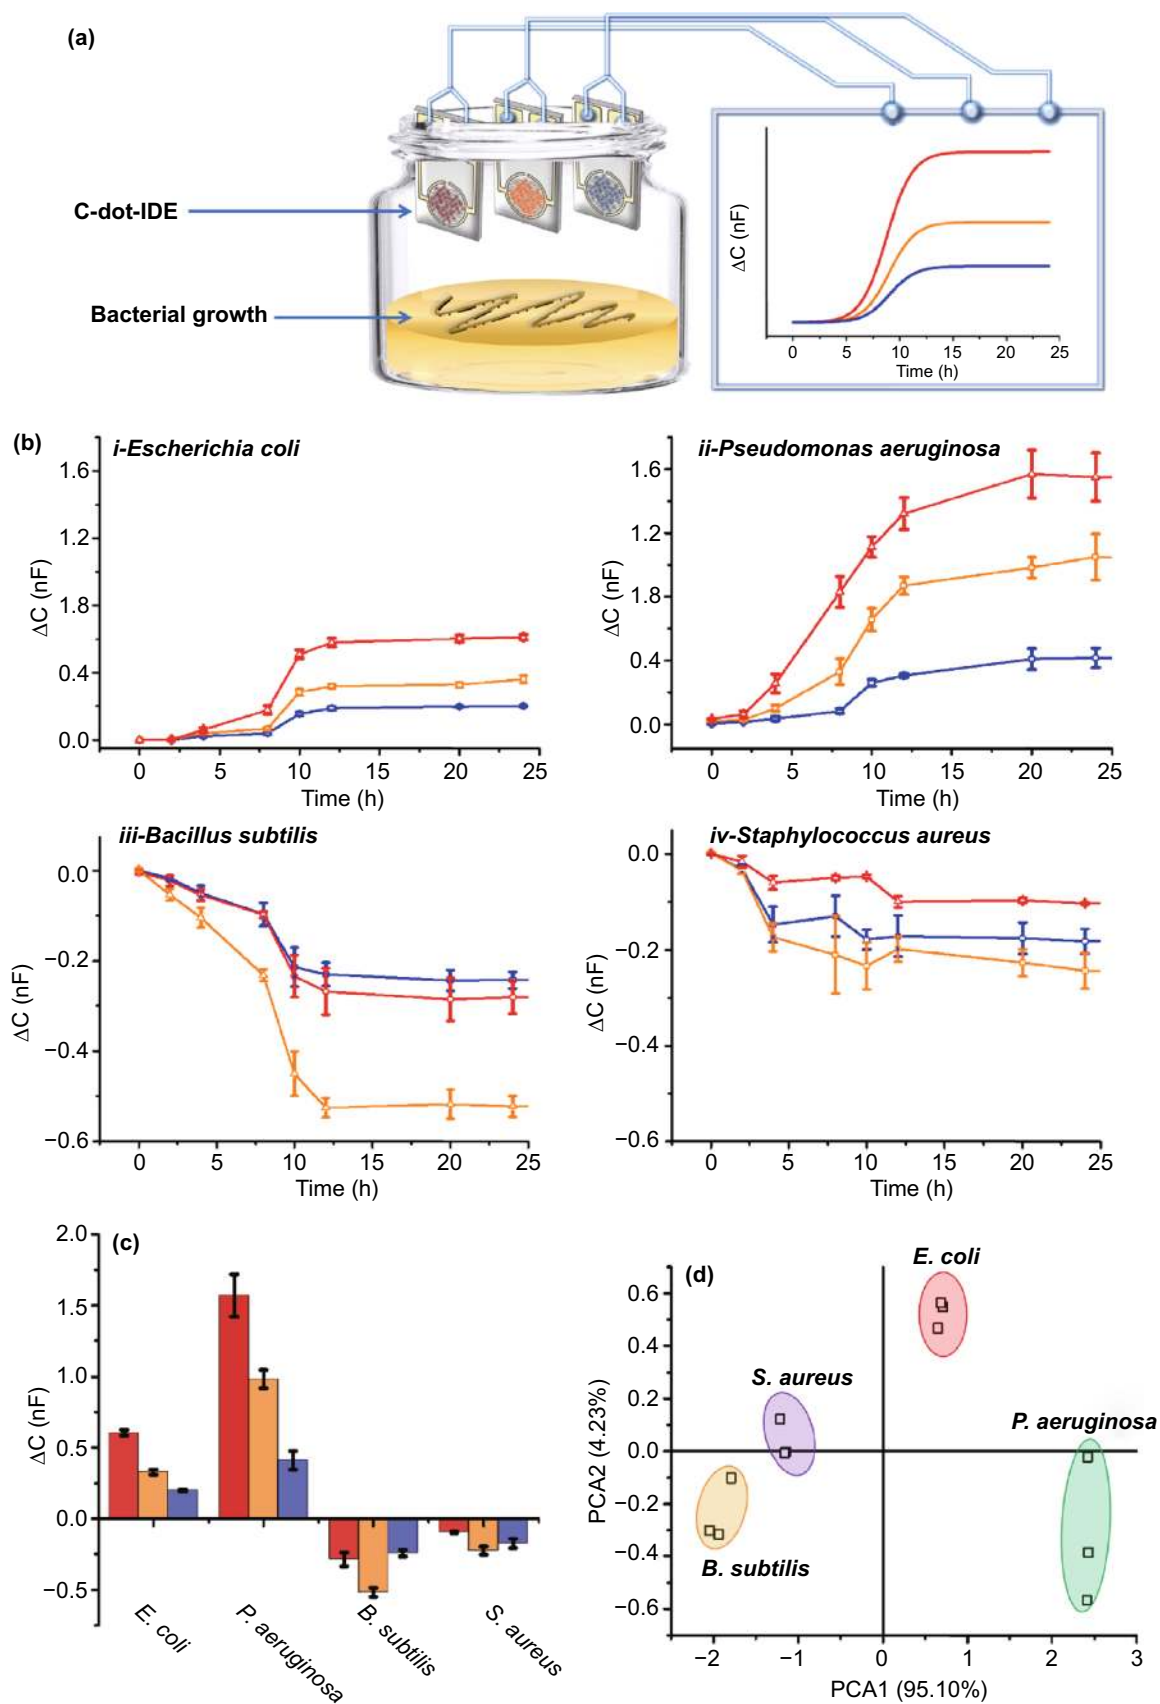 (a)
C-dot-IDE
Bacterial growth
ΔC (nF)
0 5 10 15 20 25
Time (h)
(b)
i-Escherichia coli
1.6
1.2
1.8
0.4
0.0
ΔC (nF)
0 5 10 15 20 25
Time (h)
ii-Pseudomonas aeruginosa
1.6
1.2
1.8
0.4
0.0
ΔC (nF)
0 5 10 15 20 25
Time (h)
iii-Bacillus subtilis
0.0
−0.2
−0.4
−0.6
ΔC (nF)
0 5 10 15 20 25
Time (h)
iv-Staphylococcus aureus
0.0
−0.2
−0.4
−0.6
ΔC (nF)
0 5 10 15 20 25
Time (h)
(c)
2.0
1.5
1.0
0.5
0.0
−0.5
ΔC (nF)
E. coli
P. aeruginosa
B. subtilis
S. aureus
(d)
E. coli
S. aureus
P. aeruginosa
B. subtilis
0.6
0.4
0.2
0.0
−0.2
−0.4
−0.6
PCA2 (4.23%)
−2 −1 0 1 2 3
PCA1 (95.10%)